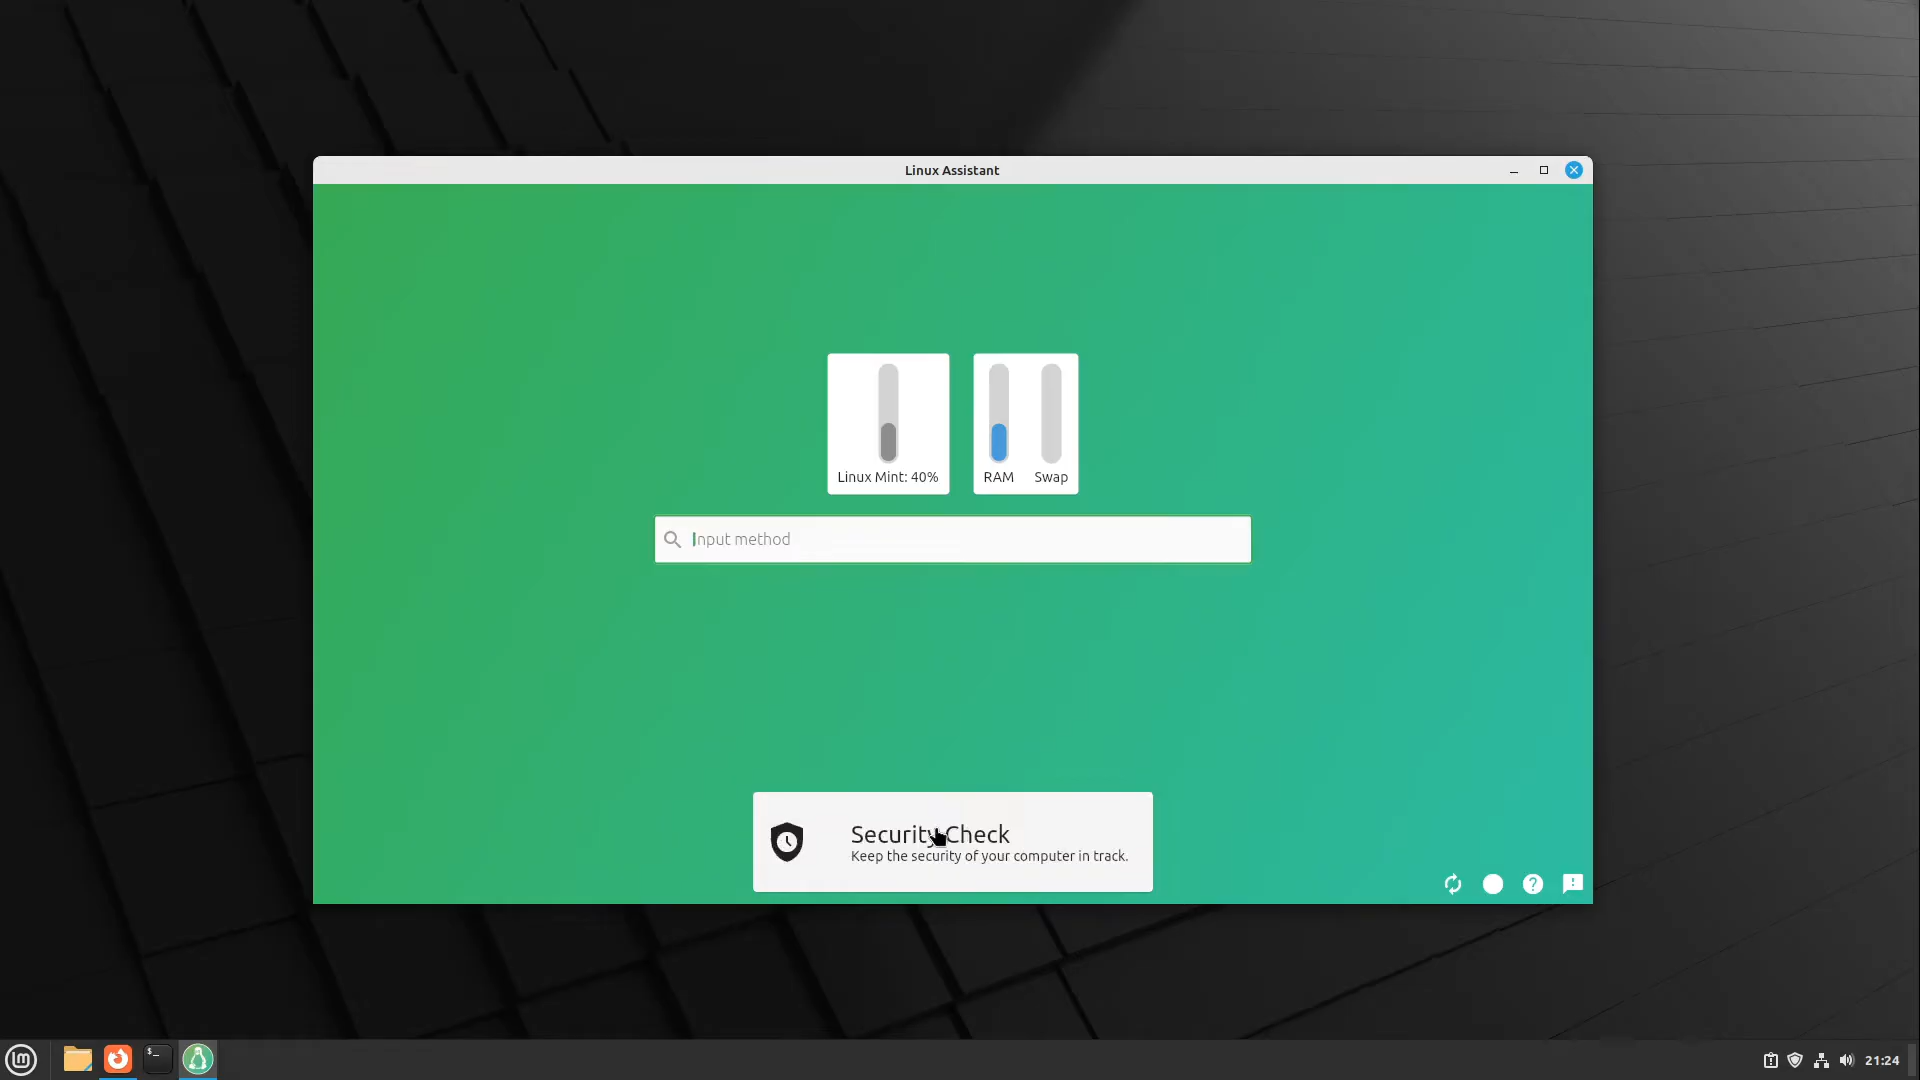 Linux Assistant
Linux Mint: 40%
RAM
Swap
Input method
Security Check
Keep the security of your computer in track.
21:24